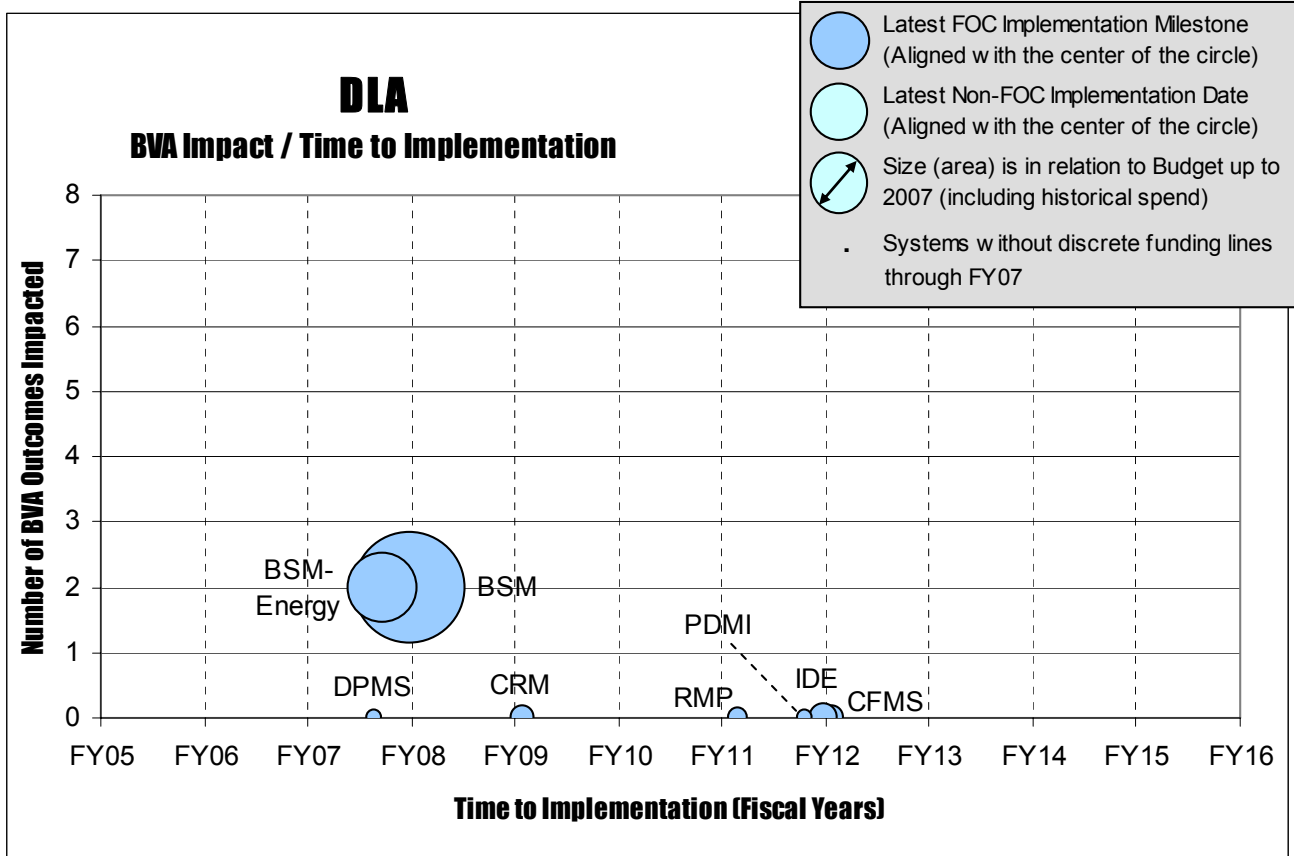 Latest FOC Implementation Milestone
(Aligned with the center of the circle)
Latest Non-FOC Implementation Date
(Aligned with the center of the circle)
Size (area) is in relation to Budget up to
2007 (including historical spend)
. Systems without discrete funding lines
through FY07
DLA
BVA Impact / Time to Implementation
Number of BVA Outcomes Impacted
8
7
6
5
4
3
2
1
0
BSM-
Energy
BSM
PDMI
DPMS
CRM
RMP
IDE
CFMS
FY05 FY06 FY07 FY08 FY09 FY10 FY11 FY12 FY13 FY14 FY15 FY16
Time to Implementation (Fiscal Years)